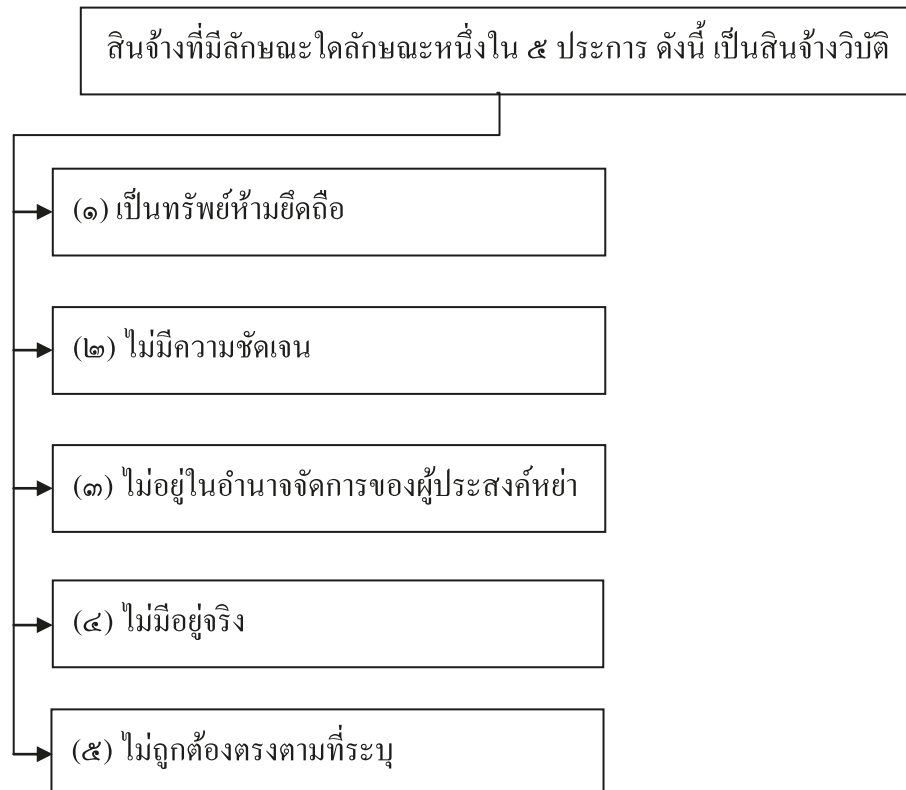 สินจ้างที่มีลักษณะใดลักษณะหนึ่งใน ๕ ประการ ดังนี้ เป็นสินจ้างวิบัติ
(๑) เป็นทรัพย์ห้ามยึดถือ
(๒) ไม่มีความชัดเจน
(๓) ไม่อยู่ในอำนาจจัดการของผู้ประสงค์หย่า
(๔) ไม่มีอยู่จริง
(๕) ไม่ถูกต้องตรงตามที่ระบุ